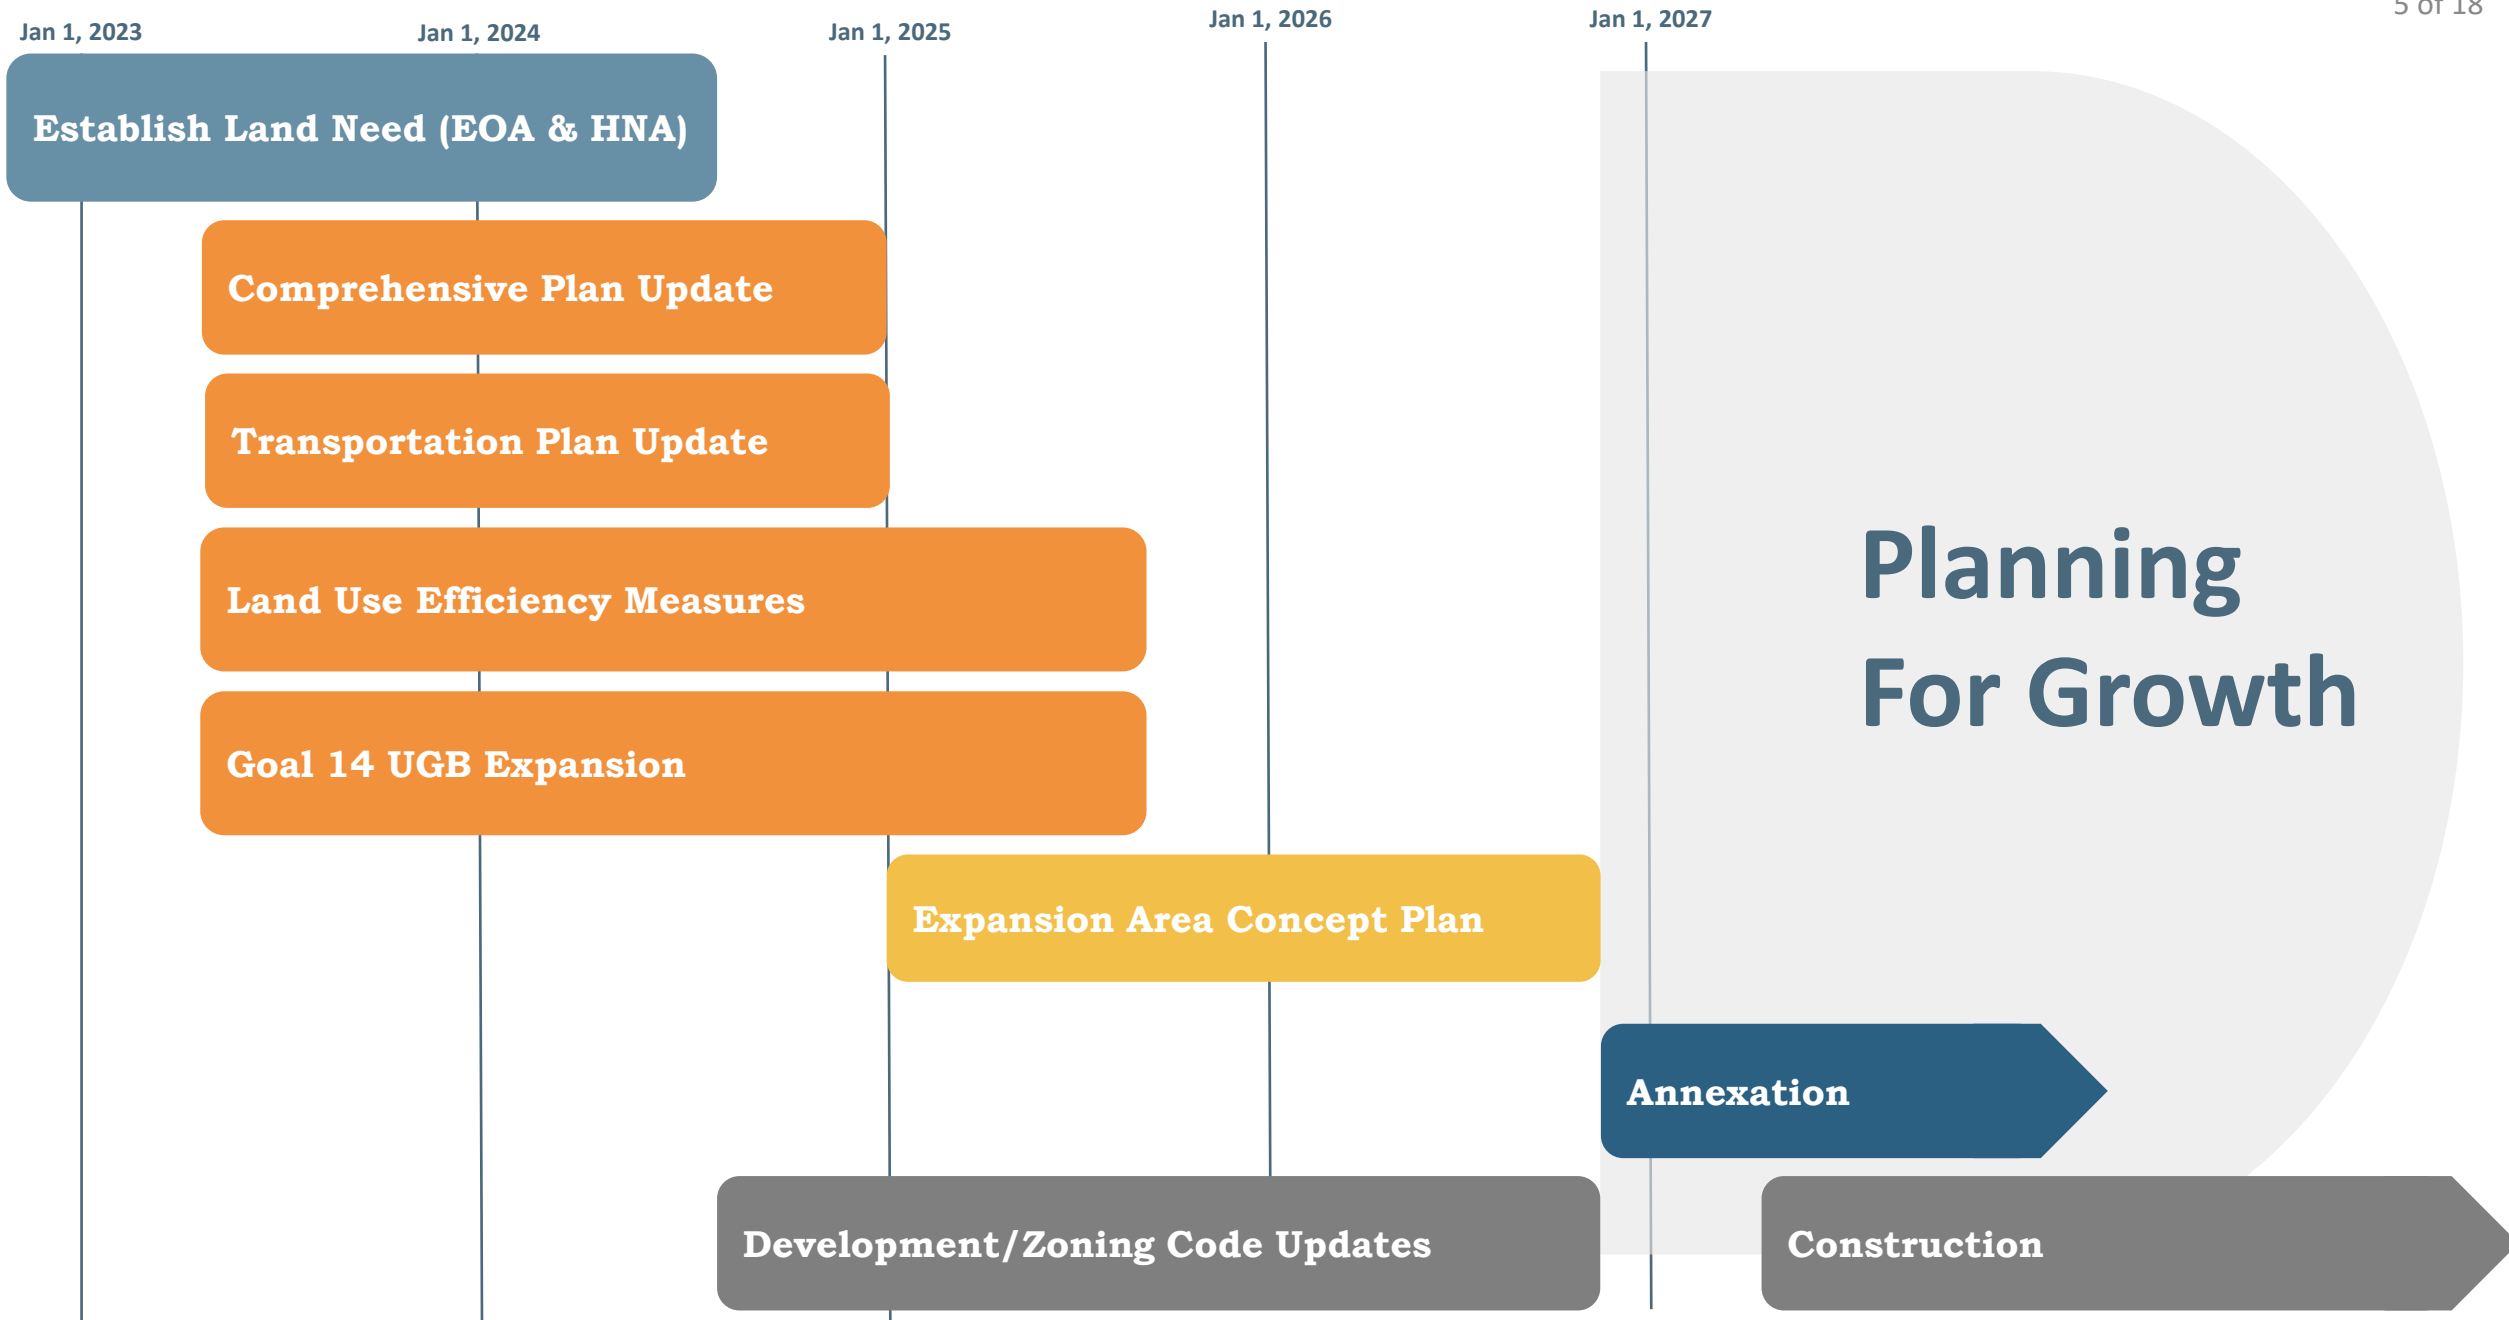 5 of 18
Jan 1, 2023
Jan 1, 2024
Jan 1, 2025
Jan 1, 2026
Jan 1, 2027
Establish Land Need (EOA & HNA)
Comprehensive Plan Update
Transportation Plan Update
Land Use Efficiency Measures
Goal 14 UGB Expansion
Planning
For Growth
Expansion Area Concept Plan
Annexation
Development/Zoning Code Updates
Construction